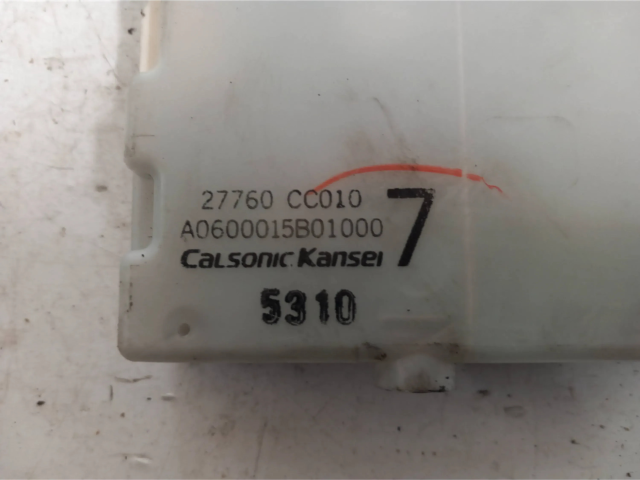 27760 CC010
A0600015B01000
CALSONIC KANSEI
7
5310